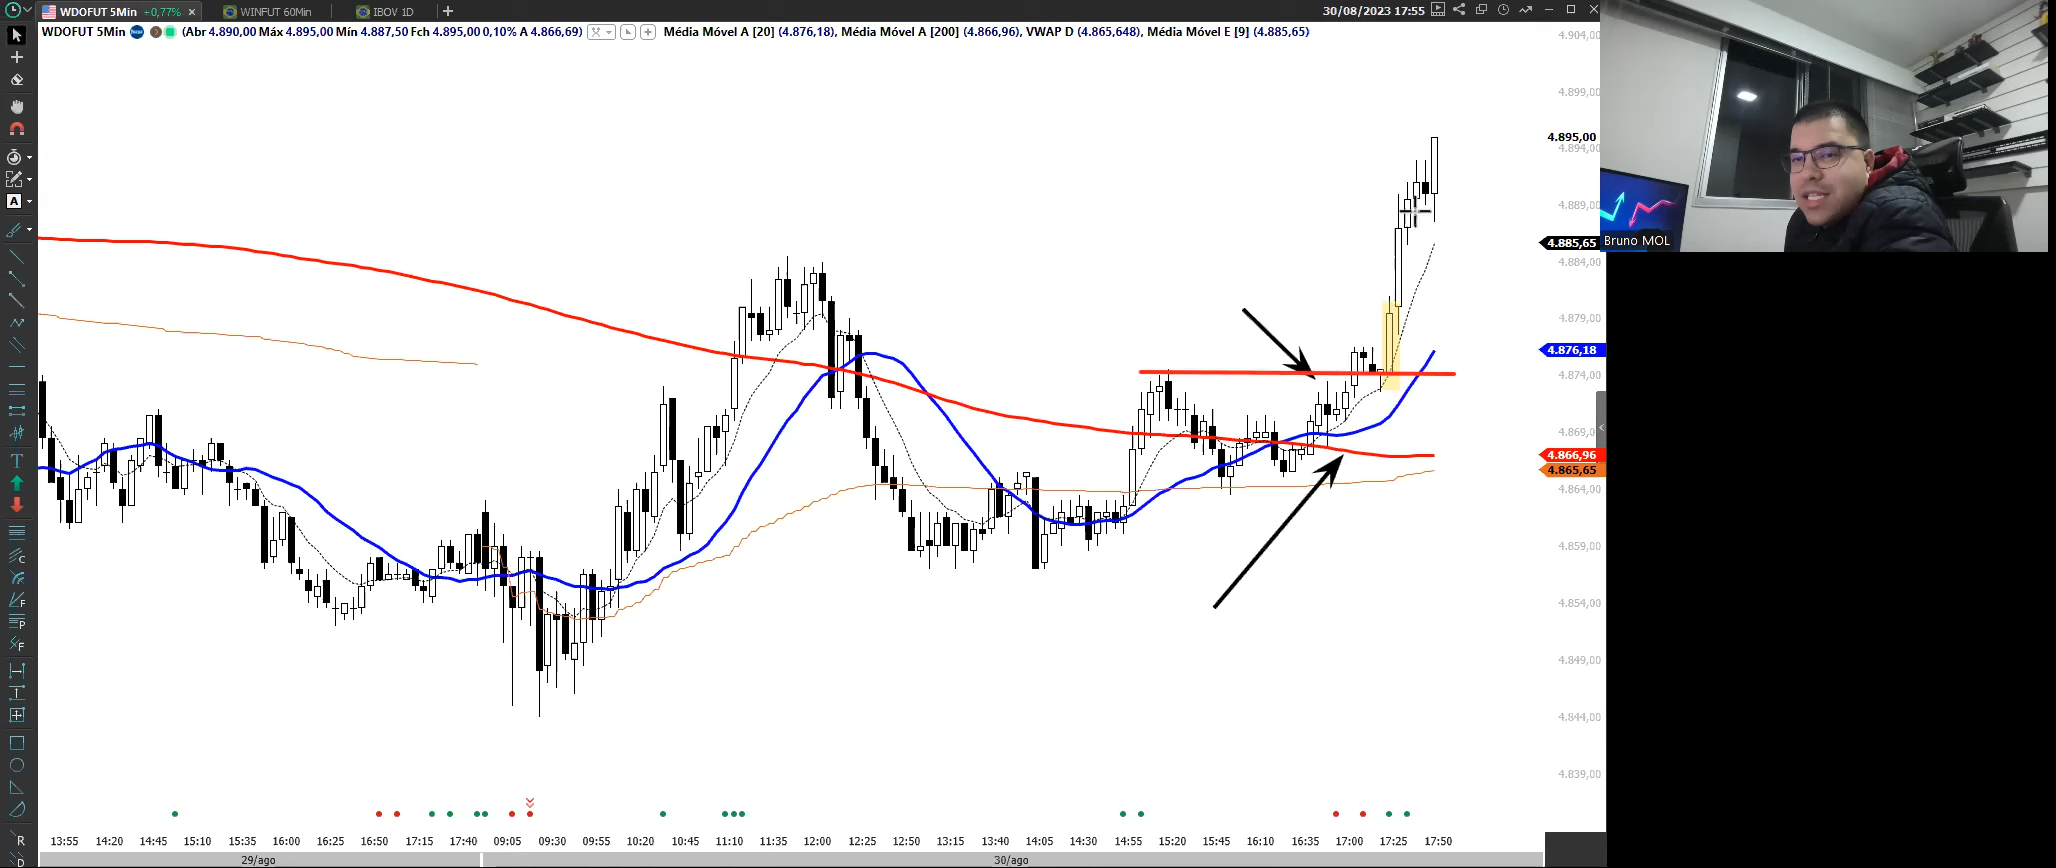 WDOFUT 5Min +0,77% × WINFUT 60Min IBOV 1D + 30/08/2023 17:55
WDOFUT 5Min (Abr 4.890,00 Máx 4.895,00 Mín 4.887,50 Fch 4.895,00 0,10% A 4.866,69) Média Móvel A [20] (4.876,18), Média Móvel A [200] (4.866,96), VWAP D (4.865,648), Média Móvel E [9] (4.885,65)
4.904,00
4.899,00
4.895,00
4.894,00
4.889,00
4.885,65
4.884,00
4.879,00
4.876,18
4.874,00
4.869,00
4.866,96
4.865,65
4.864,00
4.859,00
4.854,00
4.849,00
4.844,00
4.839,00
Bruno MOL
A
T
C
F
P
F
R
D
13:55 14:20 14:45 15:10 15:35 16:00 16:25 16:50 17:15 17:40 09:05 09:30 09:55 10:20 10:45 11:10 11:35 12:00 12:25 12:50 13:15 13:40 14:05 14:30 14:55 15:20 15:45 16:10 16:35 17:00 17:25 17:50
29/ago 30/ago